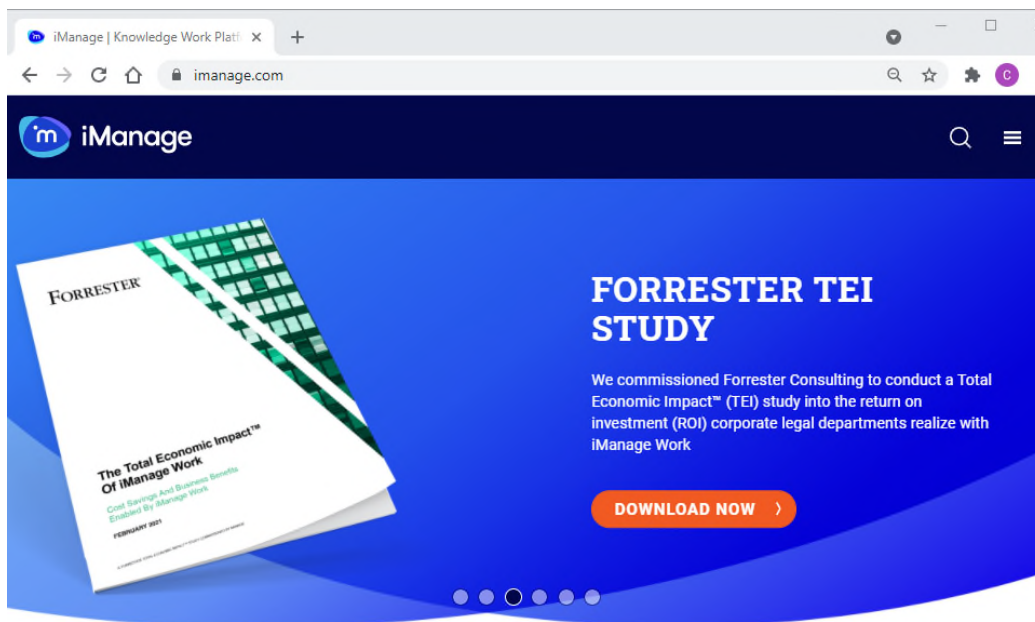 iManage | Knowledge Work Platf
imanage.com
C
im iManage
FORRESTER®
The Total Economic Impact™
Of iManage Work
Cost Savings And Business Benefits
Enabled By iManage Work
FEBRUARY 2021
FORRESTER TEI
STUDY
We commissioned Forrester Consulting to conduct a Total
Economic Impact™ (TEI) study into the return on
investment (ROI) corporate legal departments realize with
iManage Work
DOWNLOAD NOW